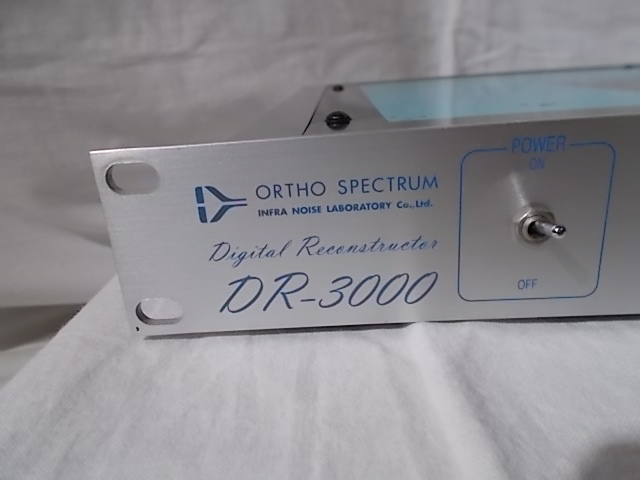 ORTHO SPECTRUM
INFRA NOISE LABORATORY Co.,Ltd.
Digital Reconstructor
DR-3000
POWER
ON
OFF